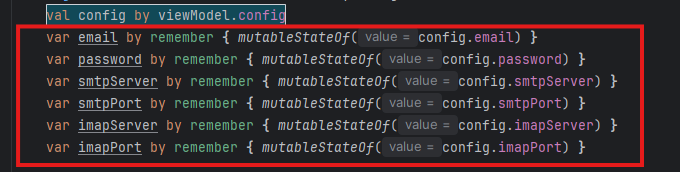 val config by viewModel.config
var email by remember { mutableStateOf( value = config.email) }
var password by remember { mutableStateOf( value = config.password) }
var smtpServer by remember { mutableStateOf( value = config.smtpServer) }
var smtpPort by remember { mutableStateOf( value = config.smtpPort) }
var imapServer by remember { mutableStateOf( value = config.imapServer) }
var imapPort by remember { mutableStateOf( value = config.imapPort) }